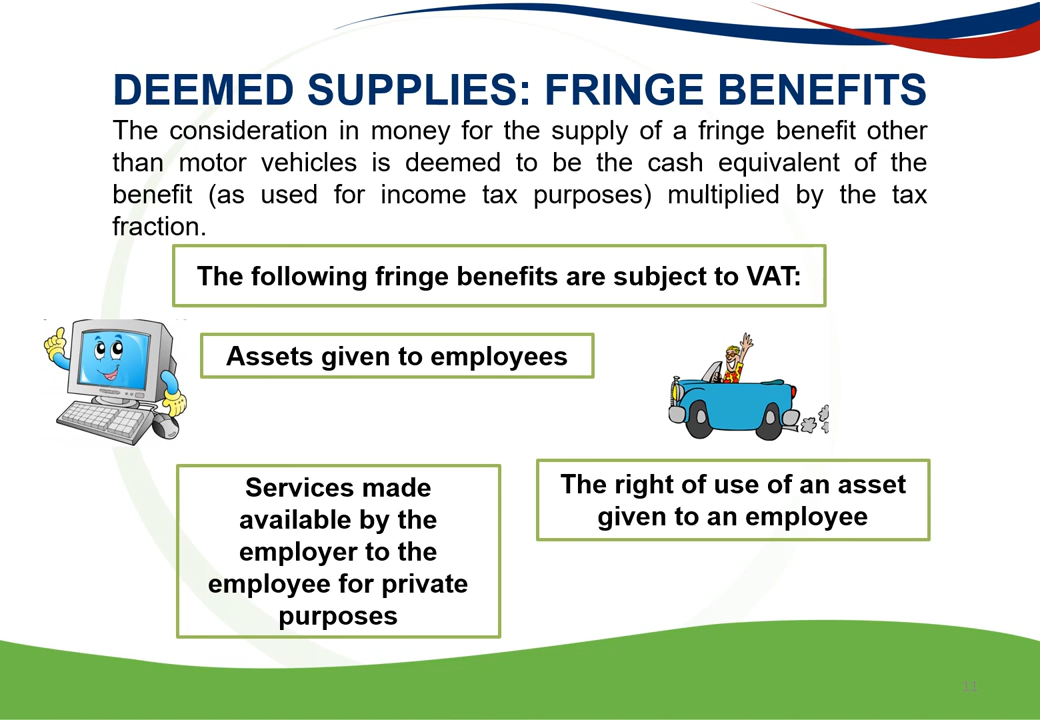 DEEMED SUPPLIES: FRINGE BENEFITS
The consideration in money for the supply of a fringe benefit other
than motor vehicles is deemed to be the cash equivalent of the
benefit (as used for income tax purposes) multiplied by the tax
fraction.
The following fringe benefits are subject to VAT:
Assets given to employees
Services made
available by the
employer to the
employee for private
purposes
The right of use of an asset
given to an employee
11